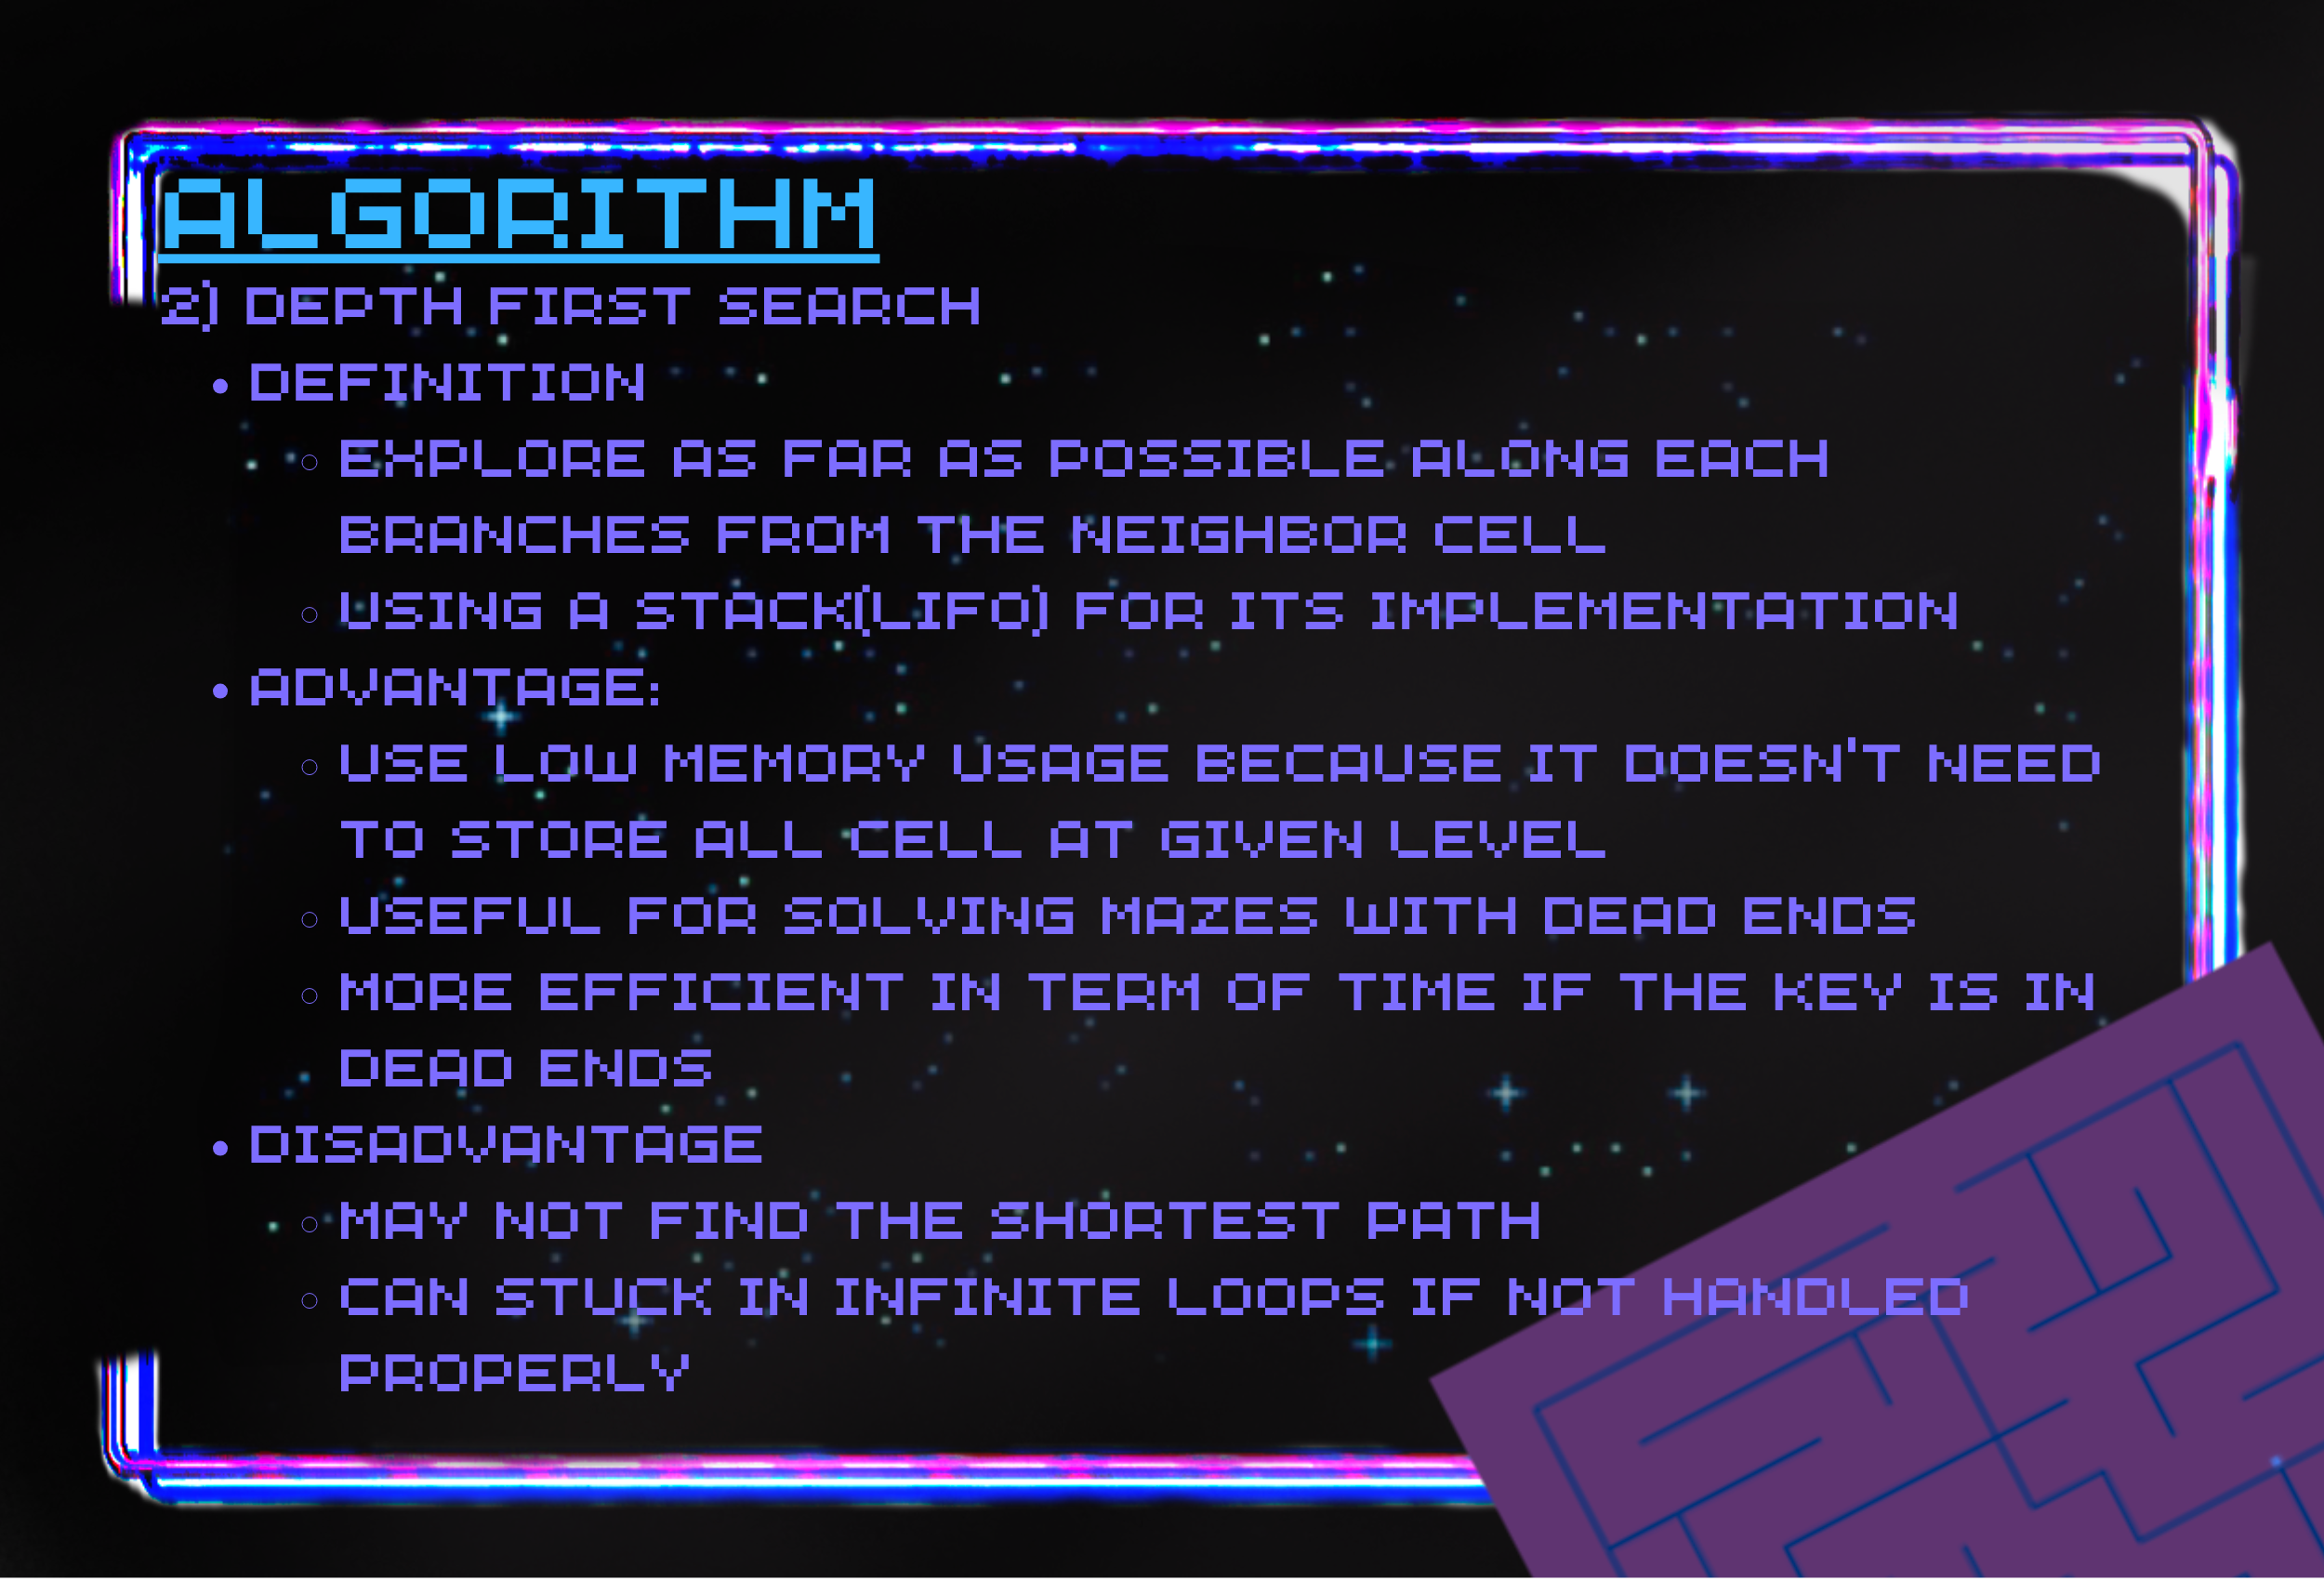 ALGORITHM
2) DEPTH FIRST SEARCH
• DEFINITION
○ EXPLORE AS FAR AS POSSIBLE ALONG EACH
BRANCHES FROM THE NEIGHBOR CELL
○ USING A STACK(LIFO) FOR ITS IMPLEMENTATION
• ADVANTAGE:
○ USE LOW MEMORY USAGE BECAUSE IT DOESN'T NEED
TO STORE ALL CELL AT GIVEN LEVEL
○ USEFUL FOR SOLVING MAZES WITH DEAD ENDS
○ MORE EFFICIENT IN TERM OF TIME IF THE KEY IS IN
DEAD ENDS
• DISADVANTAGE
○ MAY NOT FIND THE SHORTEST PATH
○ CAN STUCK IN INFINITE LOOPS IF NOT HANDLED
PROPERLY